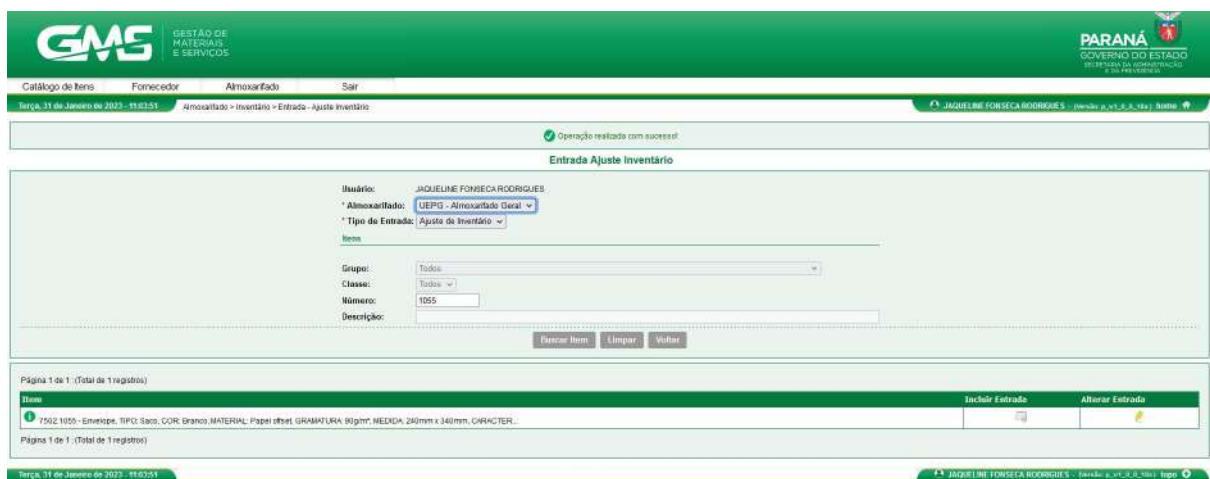 GMS
GESTÃO DE
MATERIAIS
E SERVIÇOS
PARANÁ
GOVERNO DO ESTADO
SECRETARIA DA ADMINISTRAÇÃO
E DA PREVIDÊNCIA
Catálogo de Itens Fornecedor Almoxarifado Sair
Terça, 31 de Janeiro de 2023 - 11:03:51 Almoxarifado > Inventário > Entrada - Ajuste Inventário JAQUELINE FONSECA RODRIGUES - home
Operação realizada com sucesso!
Entrada Ajuste Inventário
Usuário: JAQUELINE FONSECA RODRIGUES
* Almoxarifado: UEPG - Almoxarifado Geral
* Tipo de Entrada: Ajuste de Inventário
Itens
Grupo: Todos
Classe: Todos
Número: 1055
Descrição:
Buscar Item Limpar Voltar
Página 1 de 1 (Total de 1 registros)
Item Incluir Entrada Alterar Entrada
7502.1055 - Envelope, TIPO: Saco, COR: Branco, MATERIAL: Papel offset, GRAMATURA: 90g/m², MEDIDA: 240mm x 340mm, CARACTER...
Página 1 de 1 (Total de 1 registros)
Terça, 31 de Janeiro de 2023 - 11:03:51 JAQUELINE FONSECA RODRIGUES - topo